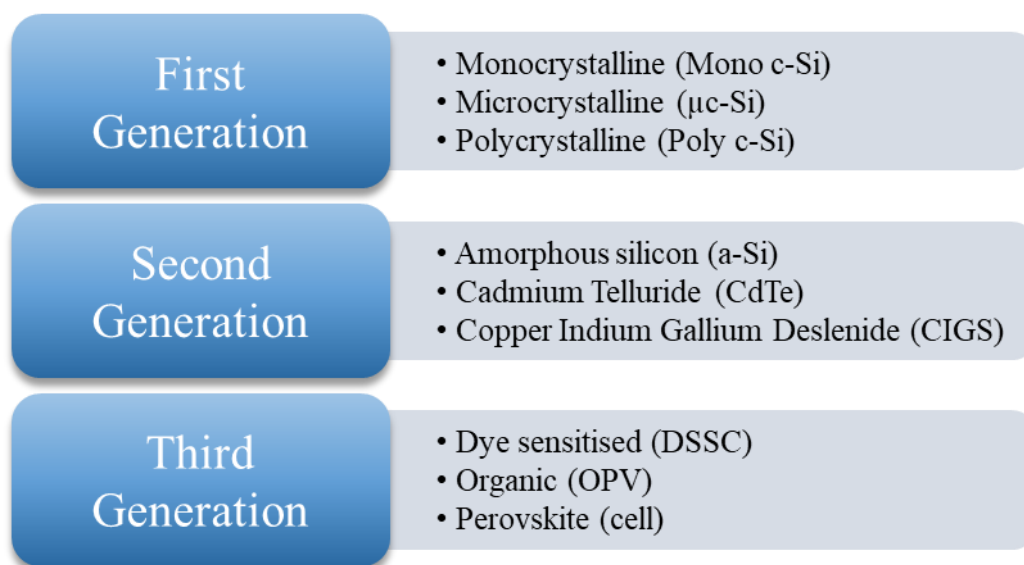 First
Generation
• Monocrystalline (Mono c-Si)
• Microcrystalline (µc-Si)
• Polycrystalline (Poly c-Si)
Second
Generation
• Amorphous silicon (a-Si)
• Cadmium Telluride (CdTe)
• Copper Indium Gallium Deslenide (CIGS)
Third
Generation
• Dye sensitised (DSSC)
• Organic (OPV)
• Perovskite (cell)